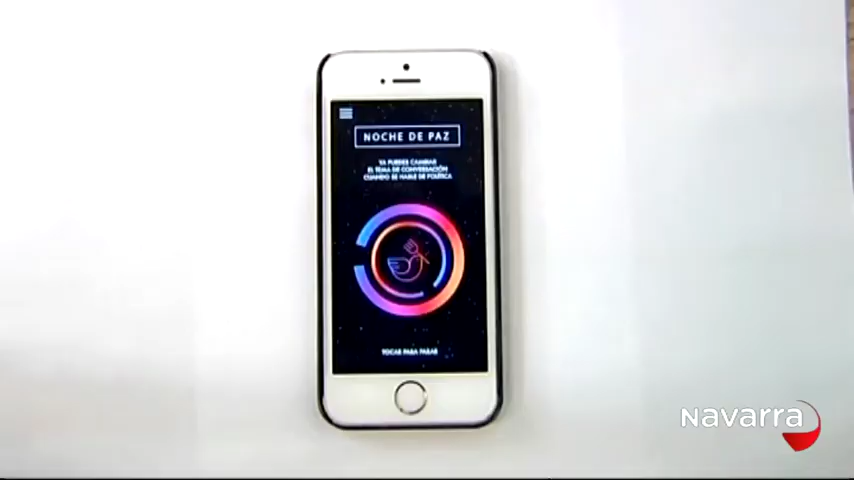 NOCHE DE PAZ
YA PUEDES CAMBIAR
EL TEMA DE CONVERSACIÓN
CUANDO SE HABLE DE POLÍTICA
TOCAR PARA PARAR
NAVARRA